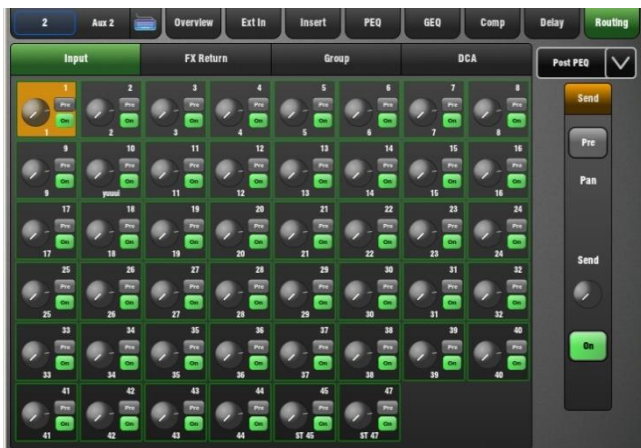 2 Aux 2 Overview Ext In Insert PEQ GEQ Comp Delay Routing
Input FX Return Group DCA Post PEQ
1 2 3 4 5 6 7 8
Pre Pre Pre Pre Pre Pre Pre Pre
On On On On On On On On
1 2 3 4 5 6 7 8
9 10 11 12 13 14 15 16
Pre Pre Pre Pre Pre Pre Pre Pre
On On On On On On On On
9 yuuui 11 12 13 14 15 16
17 18 19 20 21 22 23 24
Pre Pre Pre Pre Pre Pre Pre Pre
On On On On On On On On
17 18 19 20 21 22 23 24
25 26 27 28 29 30 31 32
Pre Pre Pre Pre Pre Pre Pre Pre
On On On On On On On On
25 26 27 28 29 30 31 32
33 34 35 36 37 38 39 40
Pre Pre Pre Pre Pre Pre Pre Pre
On On On On On On On On
33 34 35 36 37 38 39 40
41 42 43 44 45 47
Pre Pre Pre Pre Pre Pre
On On On On On On
41 42 43 44 ST 45 ST 47
Send
Pre
Pan
Send
On